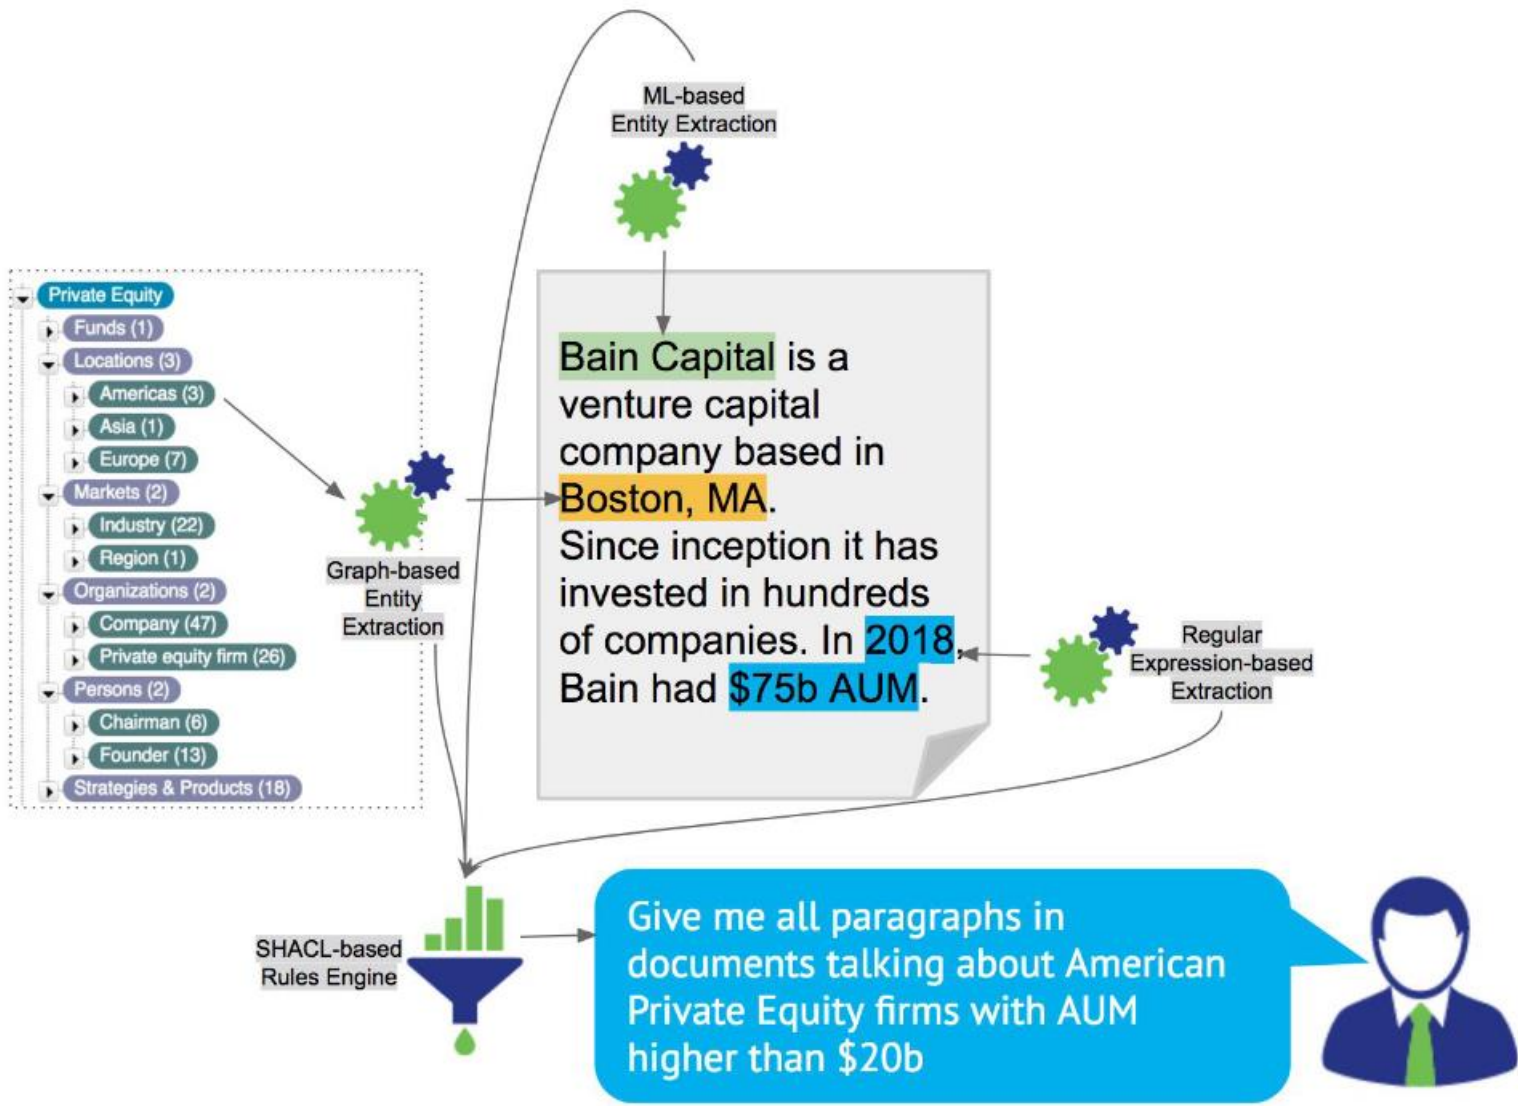 ML-based
Entity Extraction
Private Equity
Funds (1)
Locations (3)
Americas (3)
Asia (1)
Europe (7)
Markets (2)
Industry (22)
Region (1)
Organizations (2)
Company (47)
Private equity firm (26)
Persons (2)
Chairman (6)
Founder (13)
Strategies & Products (18)
Graph-based
Entity
Extraction
Bain Capital is a
venture capital
company based in
Boston, MA.
Since inception it has
invested in hundreds
of companies. In 2018,
Bain had $75b AUM.
Regular
Expression-based
Extraction
SHACL-based
Rules Engine
Give me all paragraphs in
documents talking about American
Private Equity firms with AUM
higher than $20b